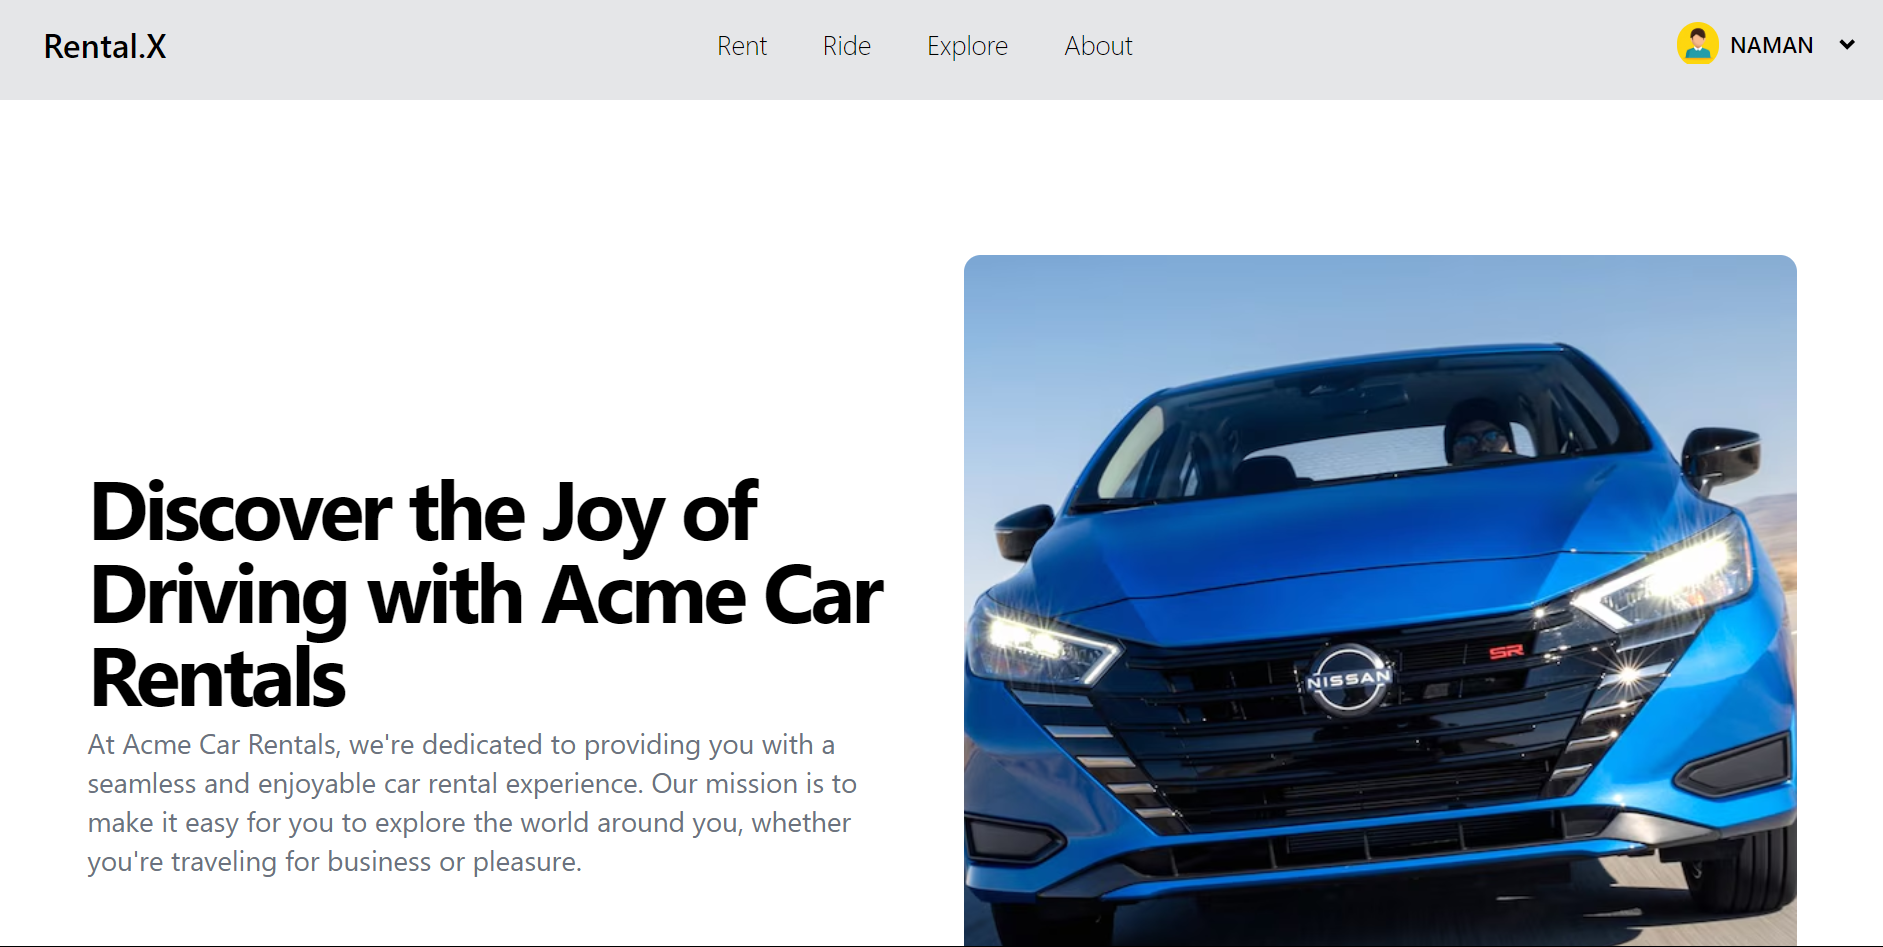 Rental.X
Rent
Ride
Explore
About
NAMAN
Discover the Joy of
Driving with Acme Car
Rentals
At Acme Car Rentals, we're dedicated to providing you with a
seamless and enjoyable car rental experience. Our mission is to
make it easy for you to explore the world around you, whether
you're traveling for business or pleasure.
SR
NISSAN